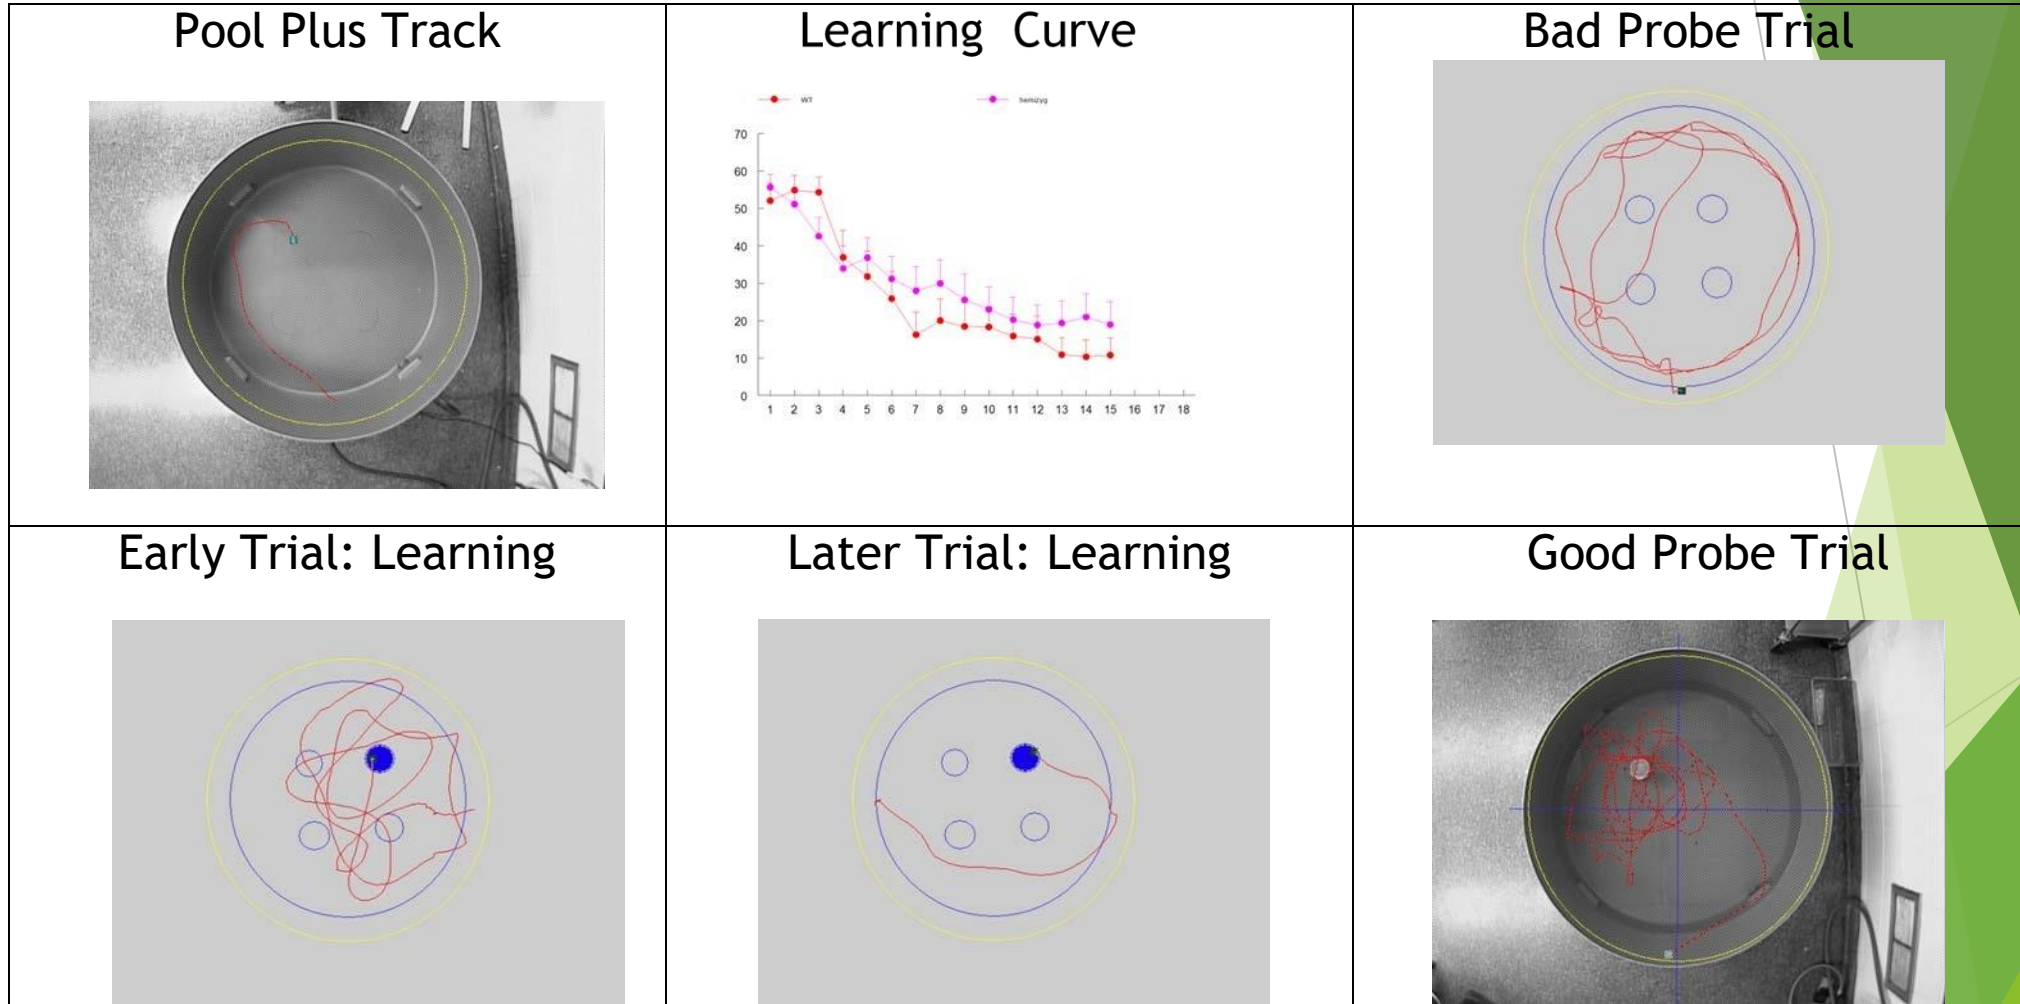 Pool Plus Track
Learning Curve
WT
hemizyg
70
60
50
40
30
20
10
0
1 2 3 4 5 6 7 8 9 10 11 12 13 14 15 16 17 18
Bad Probe Trial
Early Trial: Learning
Later Trial: Learning
Good Probe Trial